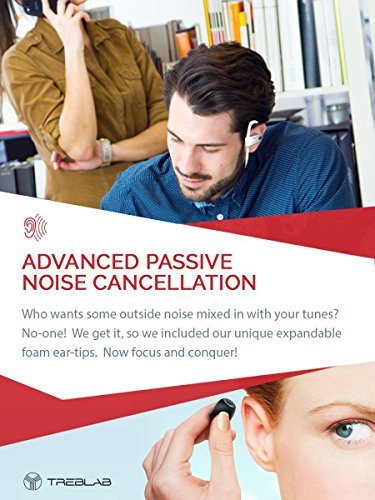 ADVANCED PASSIVE
NOISE CANCELLATION
Who wants some outside noise mixed in with your tunes?
No-one! We get it, so we included our unique expandable
foam ear-tips. Now focus and conquer!
TREBLAB